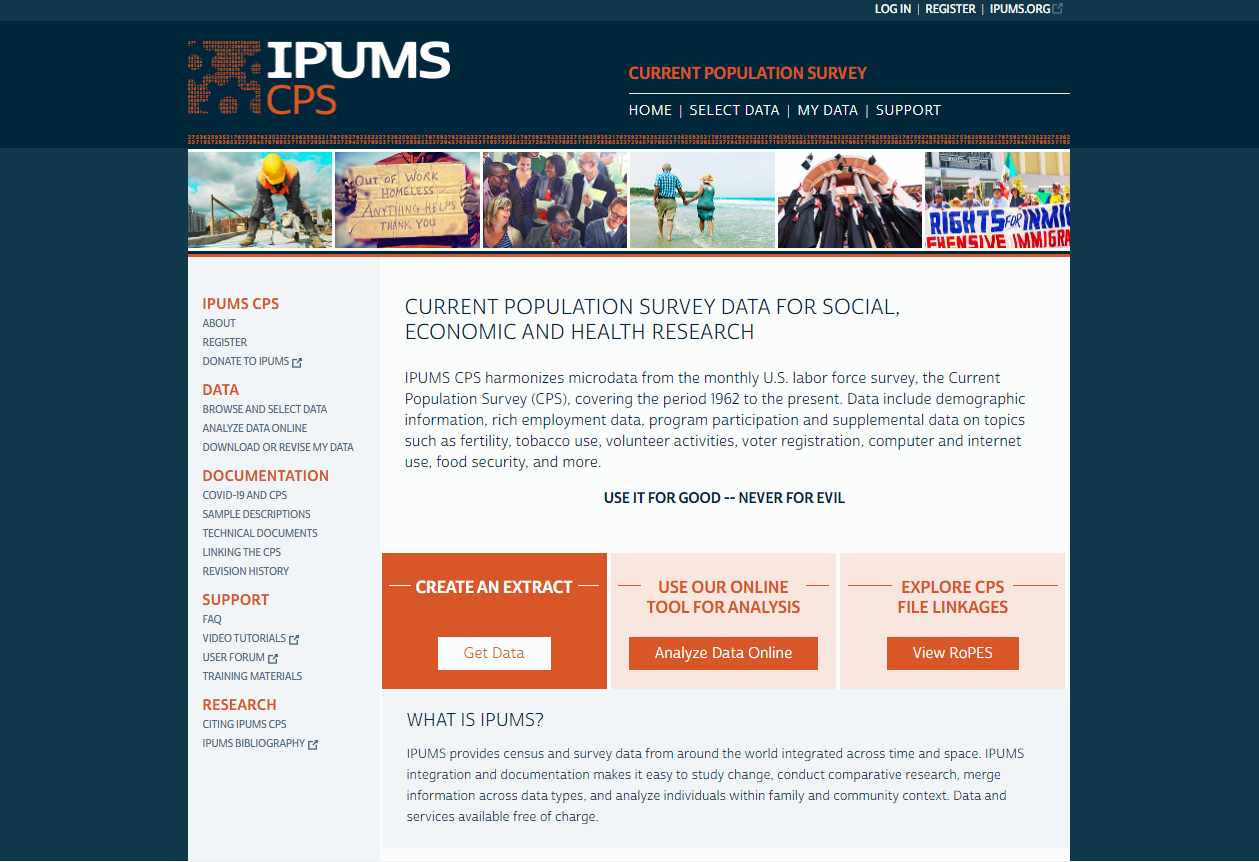 LOG IN | REGISTER | IPUMS.ORG
IPUMS
CPS
CURRENT POPULATION SURVEY
HOME | SELECT DATA | MY DATA | SUPPORT
OUT OF WORK
HOMELESS
ANYTHING HELPS
THANK YOU
RIGHTS FOR IMMI
EHENSIVE IMMIGRA
IPUMS CPS
ABOUT
REGISTER
DONATE TO IPUMS
DATA
BROWSE AND SELECT DATA
ANALYZE DATA ONLINE
DOWNLOAD OR REVISE MY DATA
DOCUMENTATION
COVID-19 AND CPS
SAMPLE DESCRIPTIONS
TECHNICAL DOCUMENTS
LINKING THE CPS
REVISION HISTORY
SUPPORT
FAQ
VIDEO TUTORIALS
USER FORUM
TRAINING MATERIALS
RESEARCH
CITING IPUMS CPS
IPUMS BIBLIOGRAPHY
CURRENT POPULATION SURVEY DATA FOR SOCIAL,
ECONOMIC AND HEALTH RESEARCH
IPUMS CPS harmonizes microdata from the monthly U.S. labor force survey, the Current
Population Survey (CPS), covering the period 1962 to the present. Data include demographic
information, rich employment data, program participation and supplemental data on topics
such as fertility, tobacco use, volunteer activities, voter registration, computer and internet
use, food security, and more.
USE IT FOR GOOD -- NEVER FOR EVIL
CREATE AN EXTRACT
Get Data
USE OUR ONLINE
TOOL FOR ANALYSIS
Analyze Data Online
EXPLORE CPS
FILE LINKAGES
View RoPES
WHAT IS IPUMS?
IPUMS provides census and survey data from around the world integrated across time and space. IPUMS
integration and documentation makes it easy to study change, conduct comparative research, merge
information across data types, and analyze individuals within family and community context. Data and
services available free of charge.